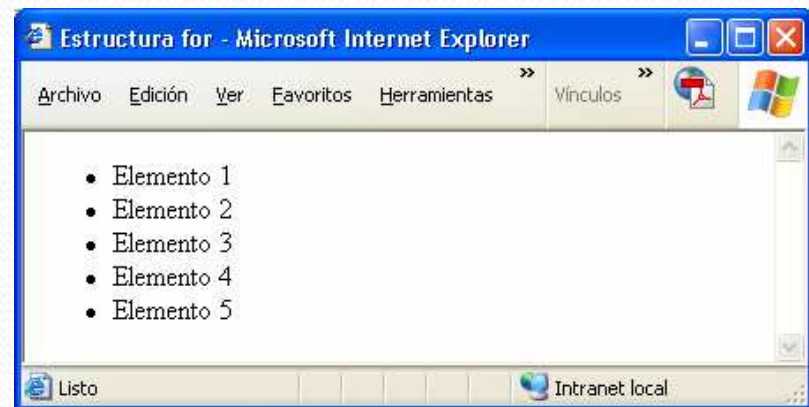 Estructura for - Microsoft Internet Explorer
Archivo Edición Ver Favoritos Herramientas » Vínculos »
• Elemento 1
• Elemento 2
• Elemento 3
• Elemento 4
• Elemento 5
Listo Intranet local